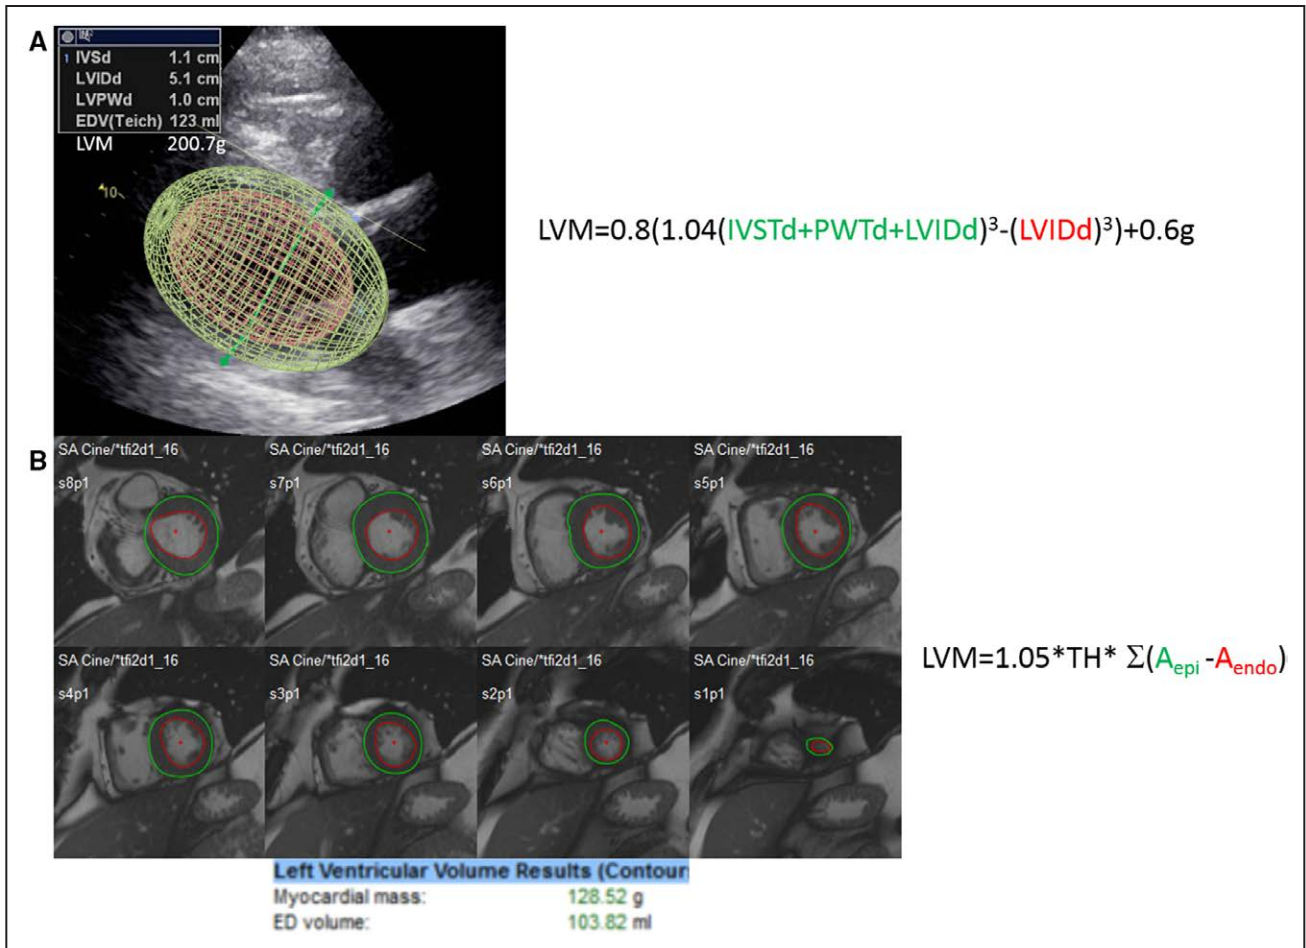 A
1 IVSd 1.1 cm
LVIDd 5.1 cm
LVPWd 1.0 cm
EDV(Teich) 123 ml
LVM 200.7g
10
LVM=0.8(1.04(IVSTd+PWTd+LVIDd)³-(LVIDd)³)+0.6g
B
SA Cine/*tfi2d1_16
s8p1
SA Cine/*tfi2d1_16
s7p1
SA Cine/*tfi2d1_16
s6p1
SA Cine/*tfi2d1_16
s5p1
SA Cine/*tfi2d1_16
s4p1
SA Cine/*tfi2d1_16
s3p1
SA Cine/*tfi2d1_16
s2p1
SA Cine/*tfi2d1_16
s1p1
LVM=1.05*TH* Σ(Aepi -Aendo)
Left Ventricular Volume Results (Contour
Myocardial mass: 128.52 g
ED volume: 103.82 ml